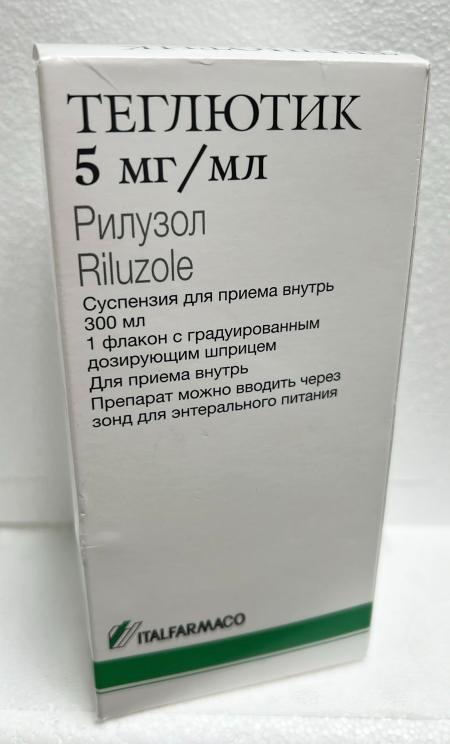 ТЕГЛЮТИК
5 мг/мл
Рилузол
Riluzole
Суспензия для приема внутрь
300 мл
1 флакон с градуированным
дозирующим шприцем
Для приема внутрь
Препарат можно вводить через
зонд для энтерального питания
ITALFARMACO